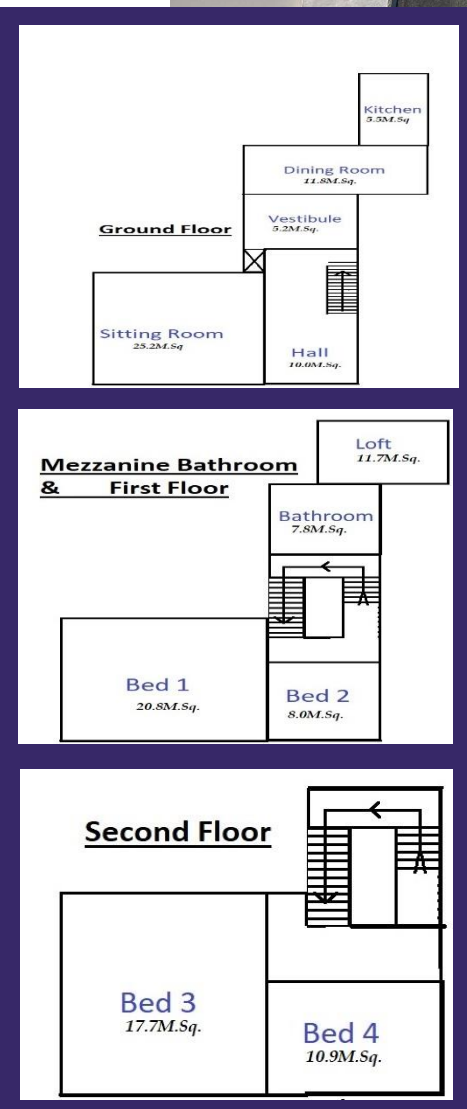 Kitchen
5.5M.Sq
Dining Room
11.8M.Sq.
Vestibule
5.2M.Sq.
Ground Floor
Sitting Room
25.2M.Sq
Hall
10.0M.Sq.
Loft
11.7M.Sq.
Mezzanine Bathroom
& First Floor
Bathroom
7.8M.Sq.
Bed 1
20.8M.Sq.
Bed 2
8.0M.Sq.
Second Floor
Bed 3
17.7M.Sq.
Bed 4
10.9M.Sq.